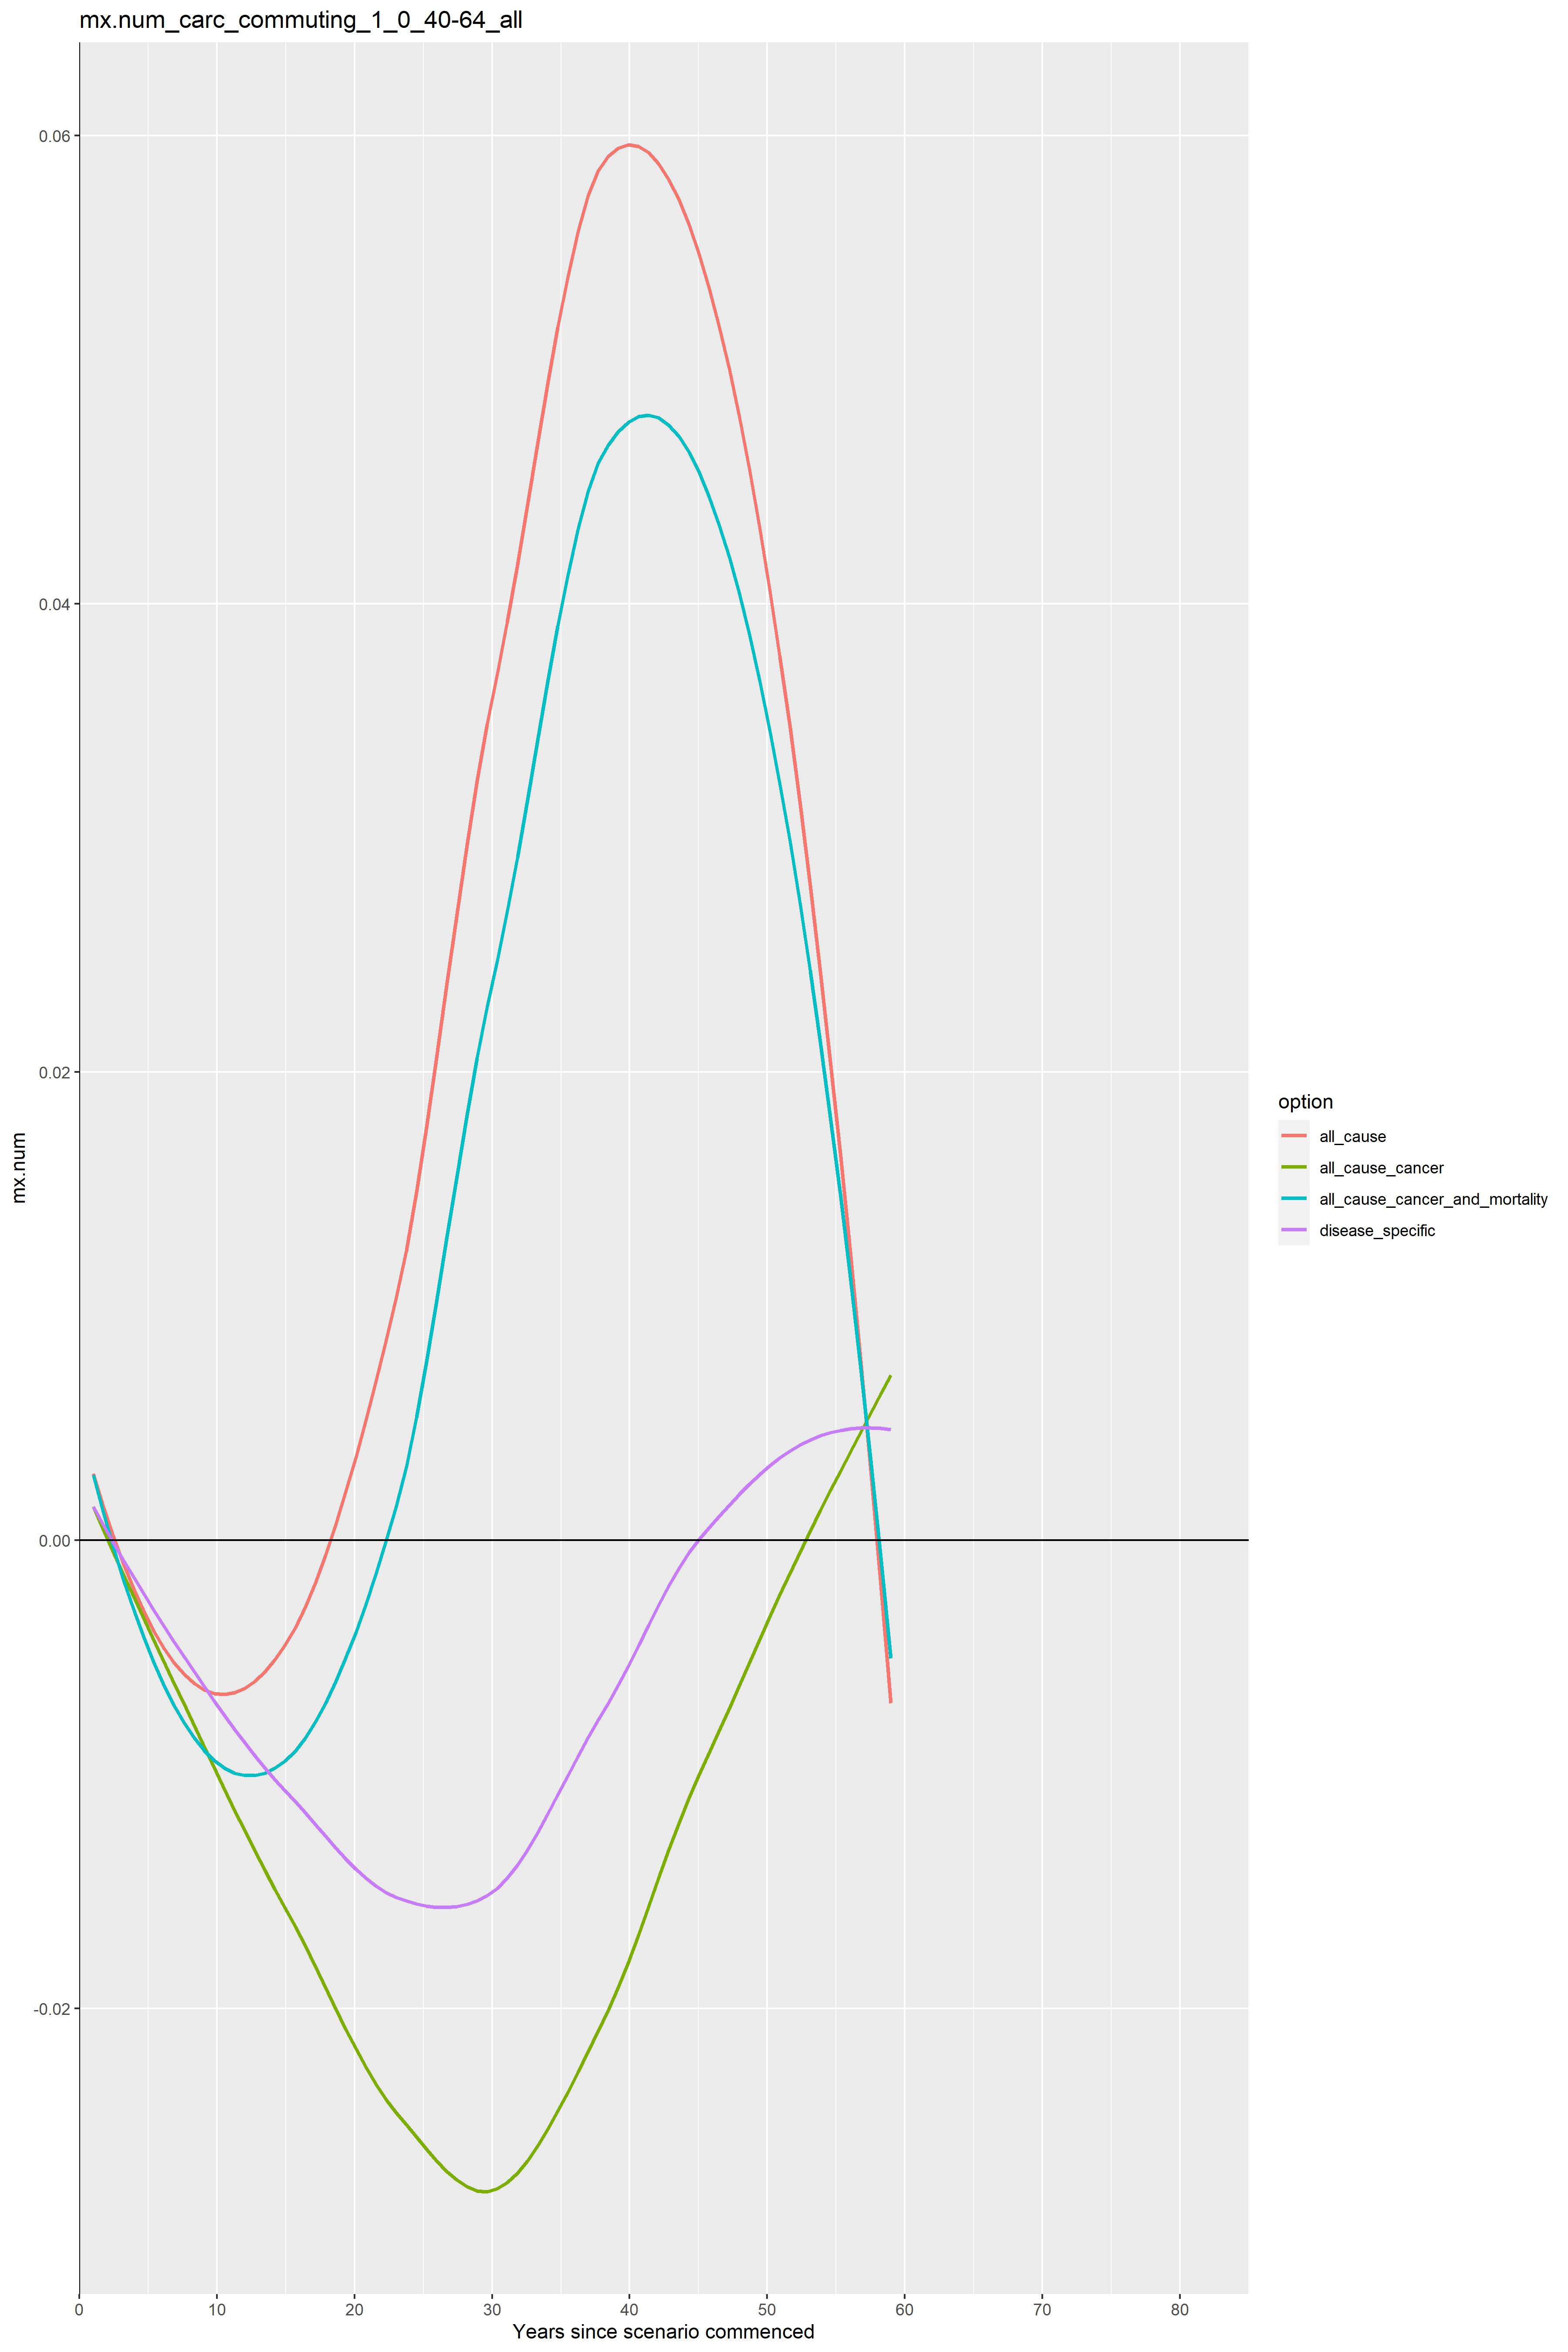 mx.num_carc_commuting_1_0_40-64_all
0.06
0.04
0.02
0.00
-0.02
mx.num
0 10 20 30 40 50 60 70 80
Years since scenario commenced
option
all_cause
all_cause_cancer
all_cause_cancer_and_mortality
disease_specific